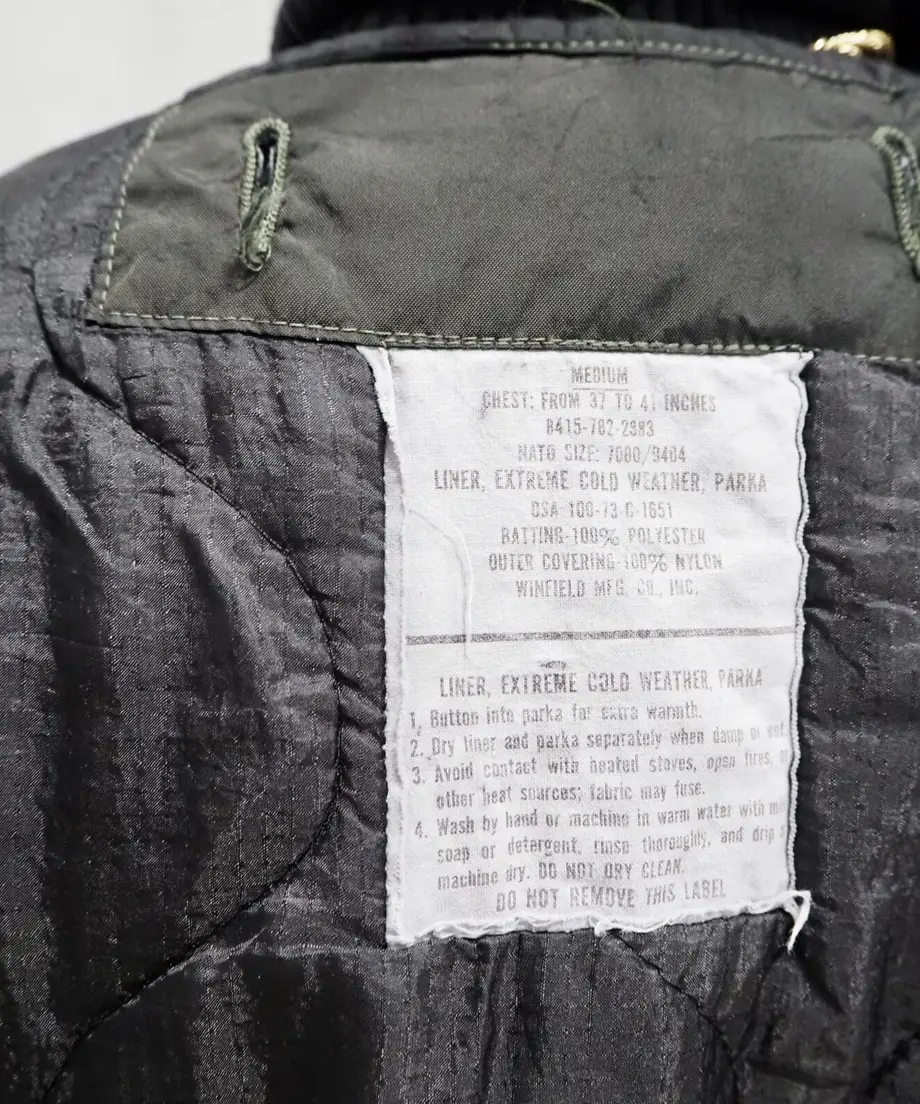 MEDIUM
CHEST: FROM 37 TO 41 INCHES
8415-782-2883
NATO SIZE: 7080/9404
LINER, EXTREME COLD WEATHER, PARKA
DSA 100-73-C-1651
BATTING-100% POLYESTER
OUTER COVERING-100% NYLON
WINFIELD MFG. CO., INC.
LINER, EXTREME COLD WEATHER, PARKA
1. Button into parka for extra warmth.
2. Dry liner and parka separately when damp or wet
3. Avoid contact with heated stoves, open fires, or
other heat sources; fabric may fuse.
4. Wash by hand or machine in warm water with
soap or detergent, rinse thoroughly, and drip
machine dry. DO NOT DRY CLEAN.
DO NOT REMOVE THIS LABEL